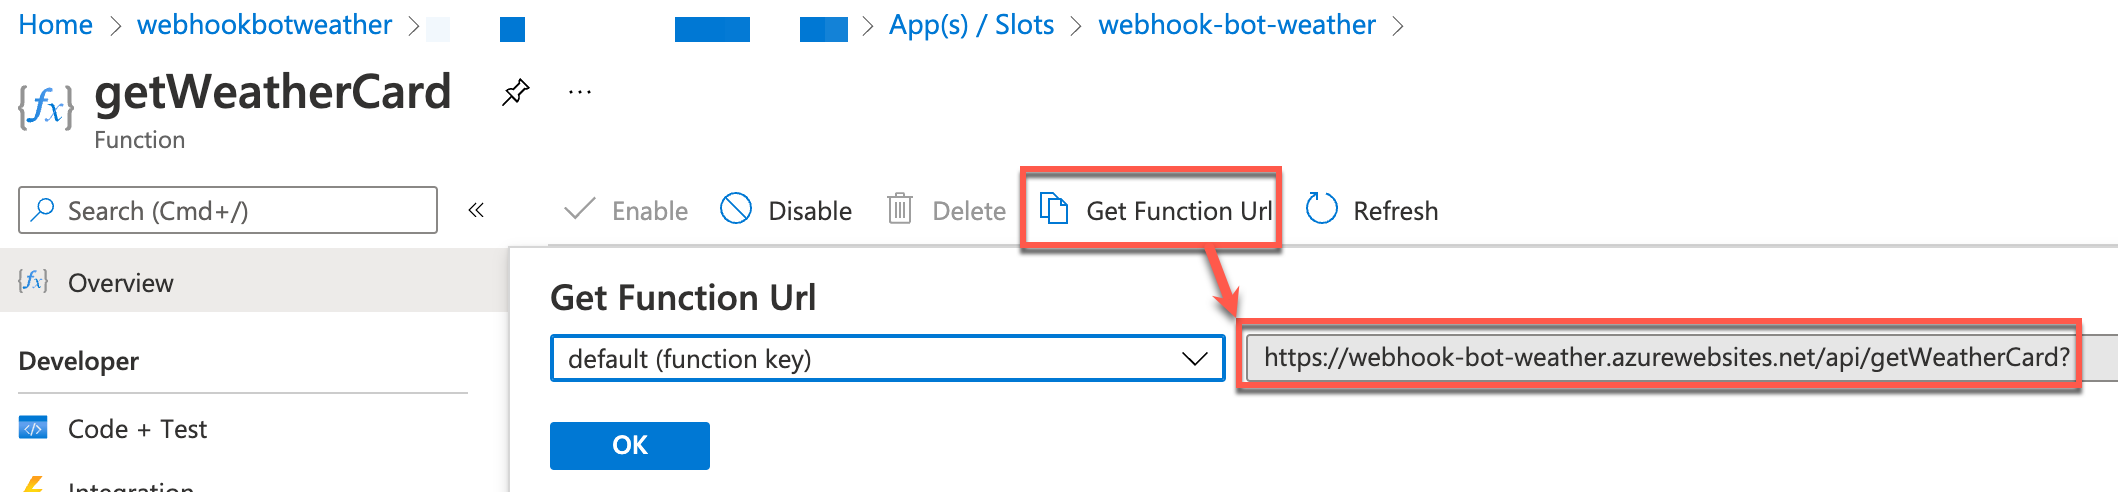 Home > webhookbotweather > > App(s) / Slots > webhook-bot-weather >
{fx} getWeatherCard ...
Function
Search (Cmd+/) «
Enable Disable Delete Get Function Url Refresh
{fx} Overview
Get Function Url
default (function key) https://webhook-bot-weather.azurewebsites.net/api/getWeatherCard?
Developer
</> Code + Test
OK
Integration